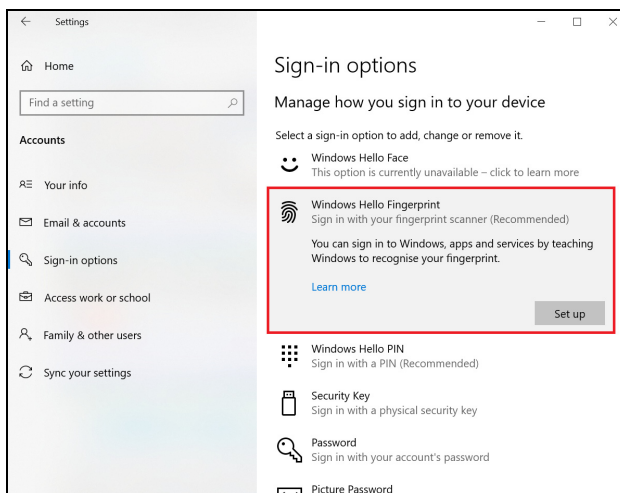 Settings
Home
Find a setting
Accounts
Your info
Email & accounts
Sign-in options
Access work or school
Family & other users
Sync your settings
Sign-in options
Manage how you sign in to your device
Select a sign-in option to add, change or remove it.
Windows Hello Face
This option is currently unavailable – click to learn more
Windows Hello Fingerprint
Sign in with your fingerprint scanner (Recommended)
You can sign in to Windows, apps and services by teaching
Windows to recognise your fingerprint.
Learn more
Set up
Windows Hello PIN
Sign in with a PIN (Recommended)
Security Key
Sign in with a physical security key
Password
Sign in with your account's password
Picture Password